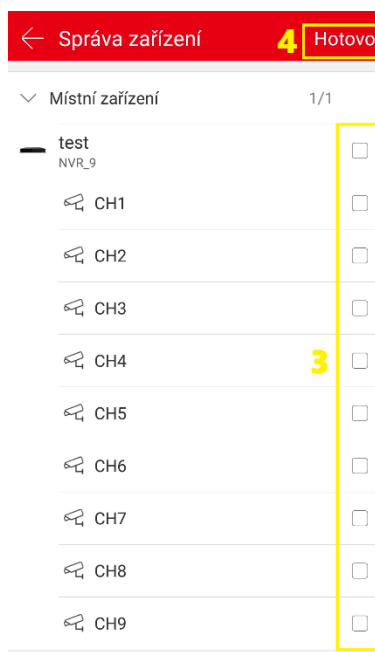 Správa zařízení 4 Hotovo
Místní zařízení 1/1
test
NVR_9
CH1
CH2
CH3
CH4 3
CH5
CH6
CH7
CH8
CH9